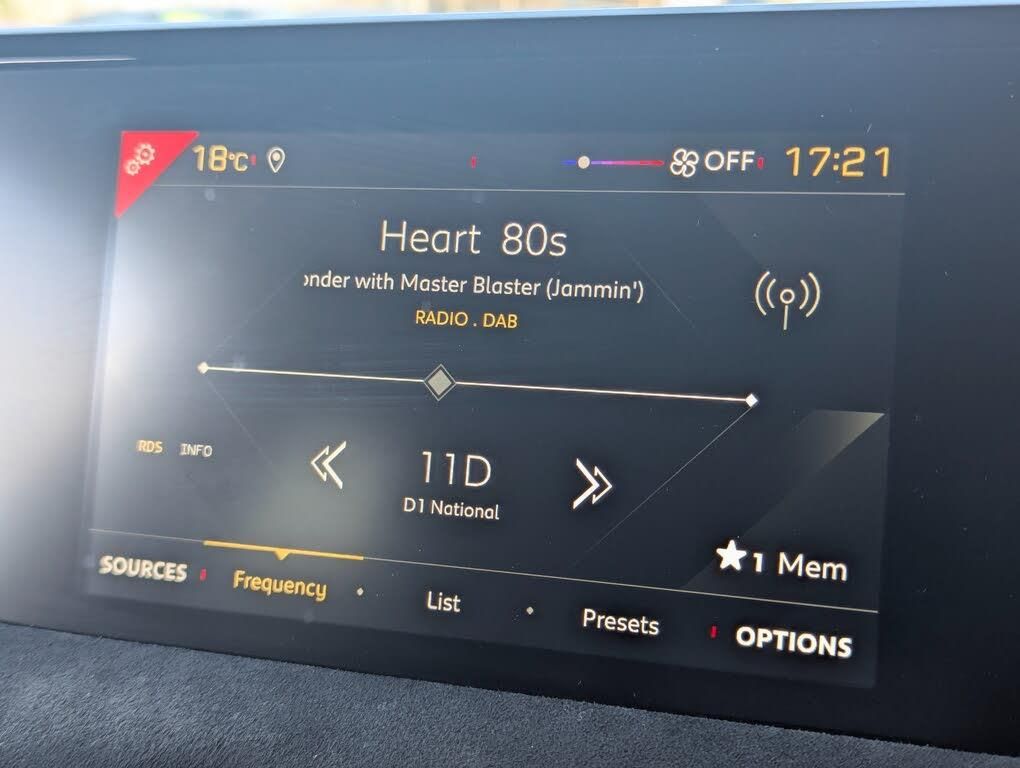 18°C OFF 17:21
Heart 80s
onder with Master Blaster (Jammin')
RADIO . DAB
RDS INFO
11D
D1 National
1 Mem
SOURCES Frequency List Presets OPTIONS